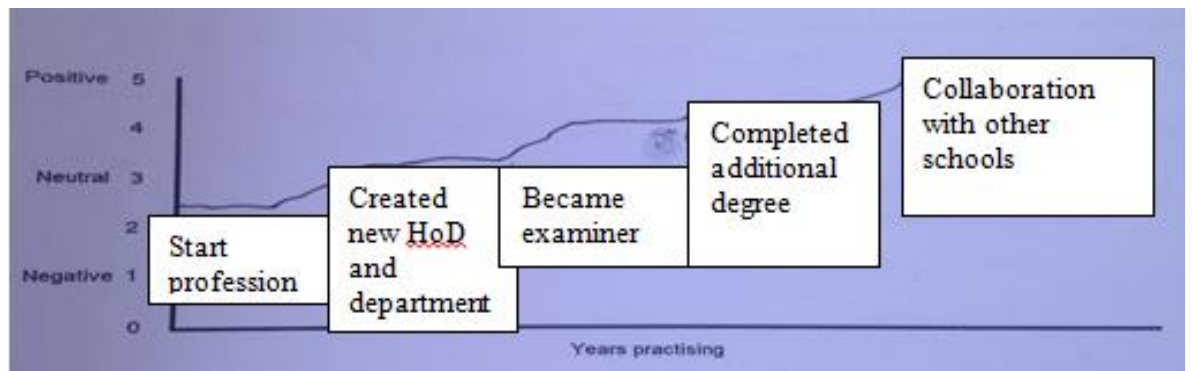 Positive 5
4
Neutral 3
2
Negative 1
0
Start
profession
Created
new HoD
and
department
Became
examiner
Completed
additional
degree
Collaboration
with other
schools
Years practising